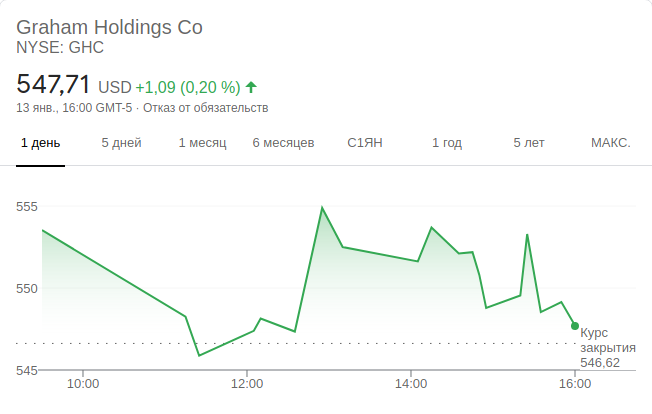 Graham Holdings Co
NYSE: GHC
547,71 USD +1,09 (0,20 %)
13 янв., 16:00 GMT-5 · Отказ от обязательств
1 день 5 дней 1 месяц 6 месяцев С1ЯН 1 год 5 лет МАКС.
555
550
545
Курс
закрытия
546,62
10:00 12:00 14:00 16:00